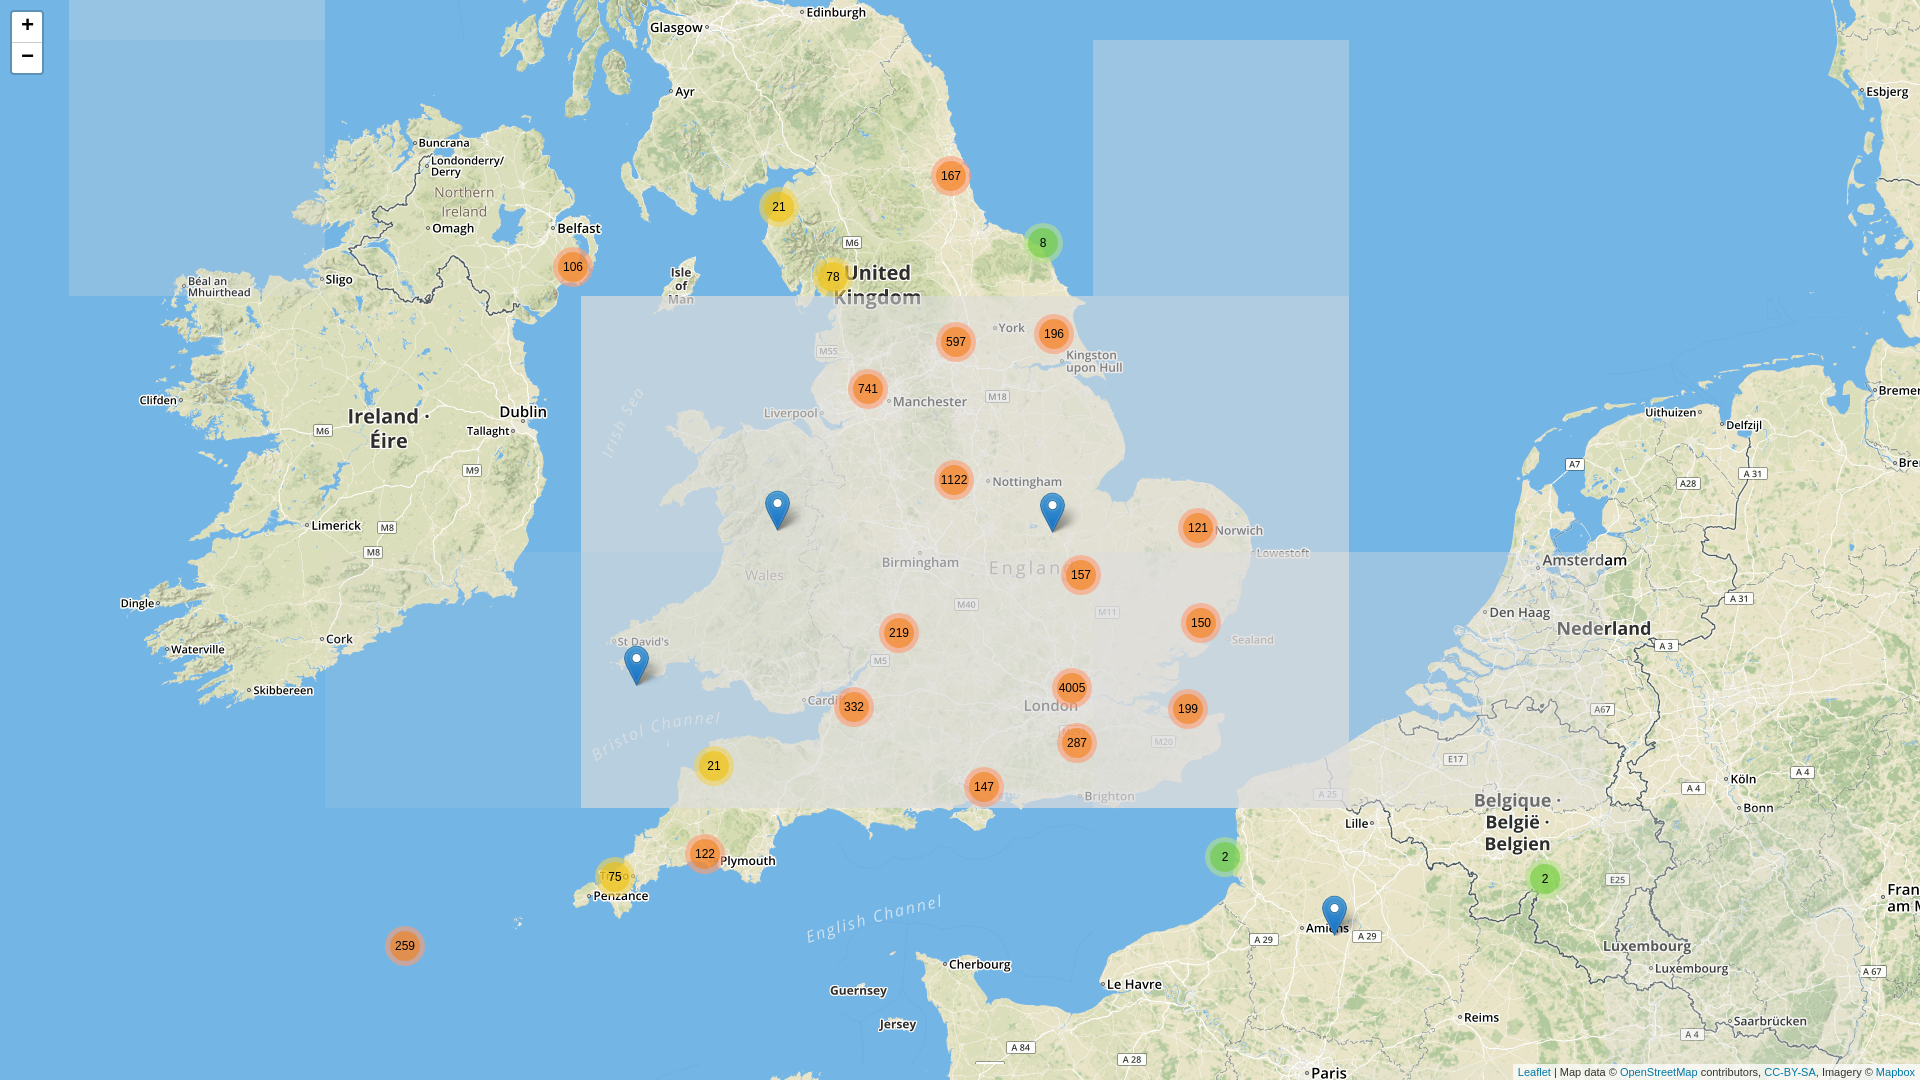 +
−
Edinburgh
Glasgow
Ayr
Esbjerg
Buncrana
Londonderry/
Derry
167
Northern
Ireland
21
Omagh
Belfast
M6
8
106
Isle
of
Man
78
United
Kingdom
Sligo
Béal an
Mhuirthead
York
196
597
M55
Kingston
upon Hull
741
Manchester
M18
Liverpool
Irish Sea
Clifden
Dublin
Ireland ·
Éire
M6
Tallaght
M9
Uithuizen
Delfzijl
Bremer
A7
A 31
A28
Bre
1122
Nottingham
Limerick
M8
M8
121
Norwich
Lowestoft
Birmingham
Englan
157
Wales
Amsterdam
A 31
Dingle
M40
M11
Den Haag
Nederland
219
150
Sealand
Cork
Waterville
St David's
A 3
M5
Skibbereen
4005
London
Cardif
332
199
A67
Bristol Channel
287
M20
E17
21
147
Brighton
A 25
Köln
A 4
A 4
Bonn
Belgique ·
België ·
Belgien
Lille
122
Plymouth
2
75
Penzance
2
E25
Fran
am M
English Channel
Amiens
A 29
A 29
259
Luxembourg
Luxembourg
A 67
Cherbourg
Le Havre
Guernsey
Jersey
Reims
Saarbrücken
A 4
A 84
A 28
Paris
Leaflet | Map data © OpenStreetMap contributors, CC-BY-SA, Imagery © Mapbox